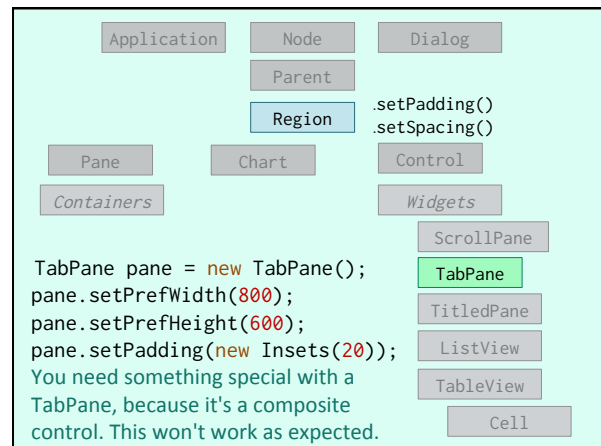 Application Node Dialog
Parent
Region .setPadding()
.setSpacing()
Pane Chart Control
Containers Widgets
ScrollPane
TabPane pane = new TabPane(); TabPane
pane.setPrefWidth(800);
pane.setPrefHeight(600); TitledPane
pane.setPadding(new Insets(20)); ListView
You need something special with a
TabPane, because it's a composite TableView
control. This won't work as expected. Cell